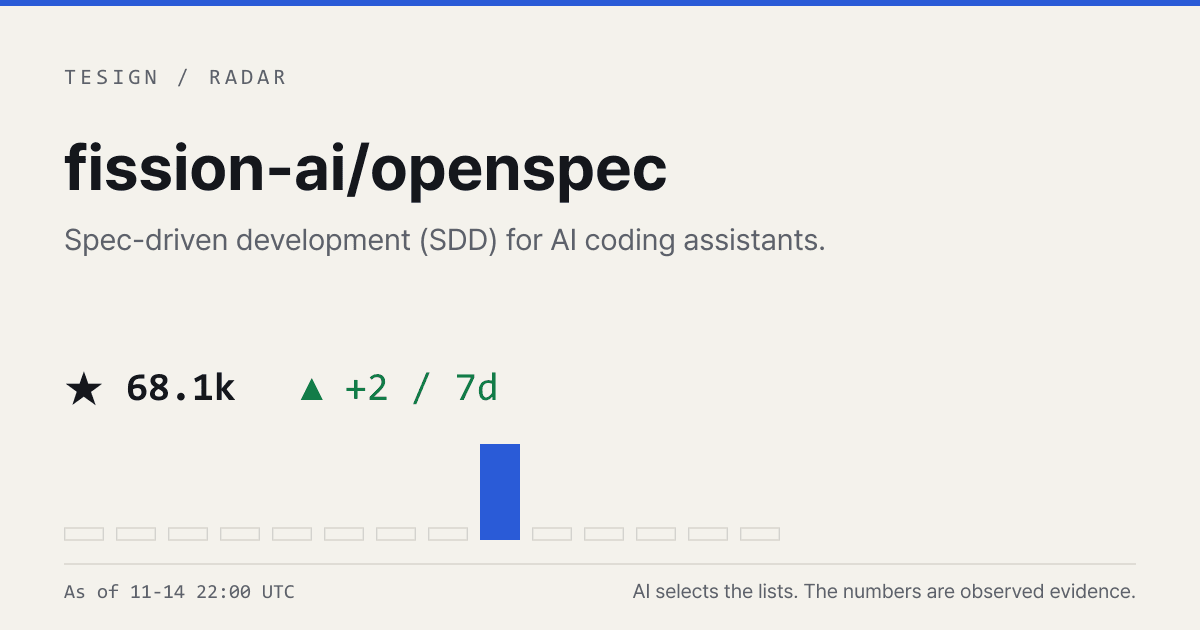 TESIGN / RADAR
fission-ai/openspec
Spec-driven development (SDD) for AI coding assistants.
★ 68.1k ▲ +2 / 7d
As of 11-14 22:00 UTC
AI selects the lists. The numbers are observed evidence.